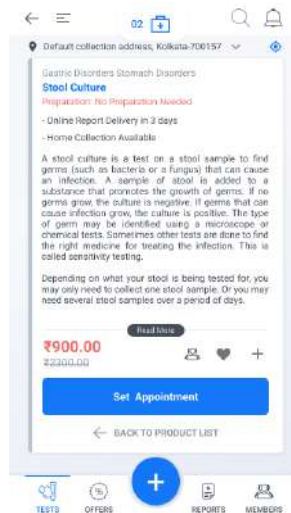 02
Default collection address, Kolkata-700157
Gastric Disorders Stomach Disorders
Stool Culture
Preparation: No Preparation Needed
- Online Report Delivery in 3 days
- Home Collection Available
A stool culture is a test on a stool sample to find
germs (such as bacteria or a fungus) that can cause
an infection. A sample of stool is added to a
substance that promotes the growth of germs. If no
germs grow, the culture is negative. If germs that can
cause infection grow, the culture is positive. The type
of germ may be identified using a microscope or
chemical tests. Sometimes other tests are done to find
the right medicine for treating the infection. This is
called sensitivity testing.
Depending on what your stool is being tested for, you
may only need to collect one stool sample. Or you may
need several stool samples over a period of days.
Read More
₹900.00
₹2300.00
Set Appointment
BACK TO PRODUCT LIST
TESTS OFFERS REPORTS MEMBERS